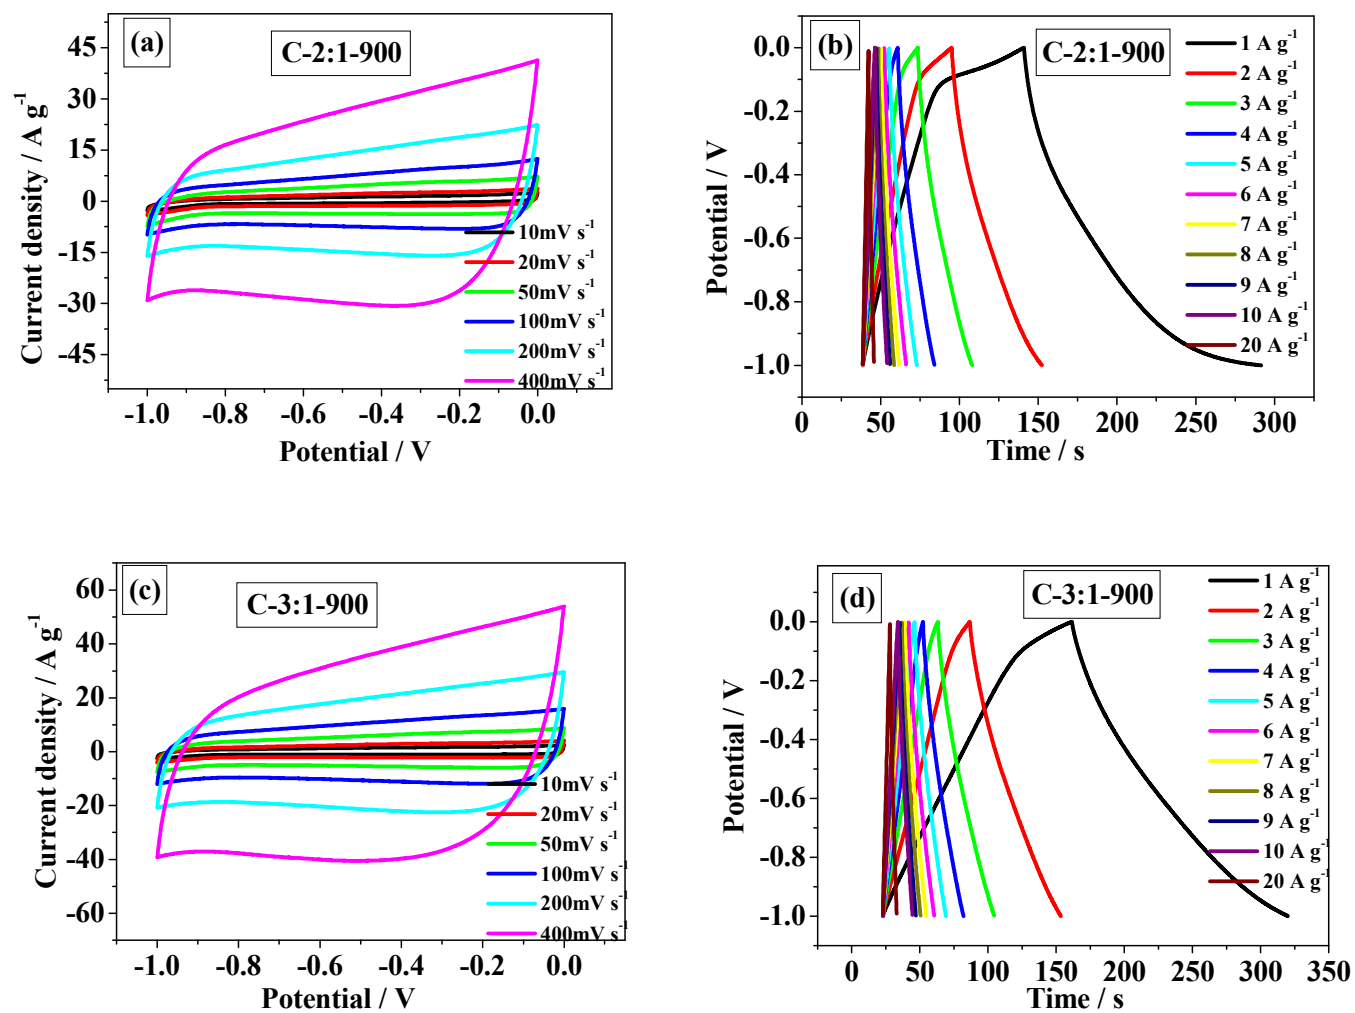 (a)
C-2:1-900
45
30
15
0
-15
-30
-45
Current density / A g-1
10mV s-1
20mV s-1
50mV s-1
100mV s-1
200mV s-1
400mV s-1
-1.0 -0.8 -0.6 -0.4 -0.2 0.0
Potential / V
(b)
C-2:1-900
0.0
-0.2
-0.4
-0.6
-0.8
-1.0
Potential / V
1 A g-1
2 A g-1
3 A g-1
4 A g-1
5 A g-1
6 A g-1
7 A g-1
8 A g-1
9 A g-1
10 A g-1
20 A g-1
0 50 100 150 200 250 300
Time / s
(c)
C-3:1-900
60
40
20
0
-20
-40
-60
Current density / A g-1
10mV s-1
20mV s-1
50mV s-1
100mV s-1
200mV s-1
400mV s-1
-1.0 -0.8 -0.6 -0.4 -0.2 0.0
Potential / V
(d)
C-3:1-900
0.0
-0.2
-0.4
-0.6
-0.8
-1.0
Potential / V
1 A g-1
2 A g-1
3 A g-1
4 A g-1
5 A g-1
6 A g-1
7 A g-1
8 A g-1
9 A g-1
10 A g-1
20 A g-1
0 50 100 150 200 250 300 350
Time / s